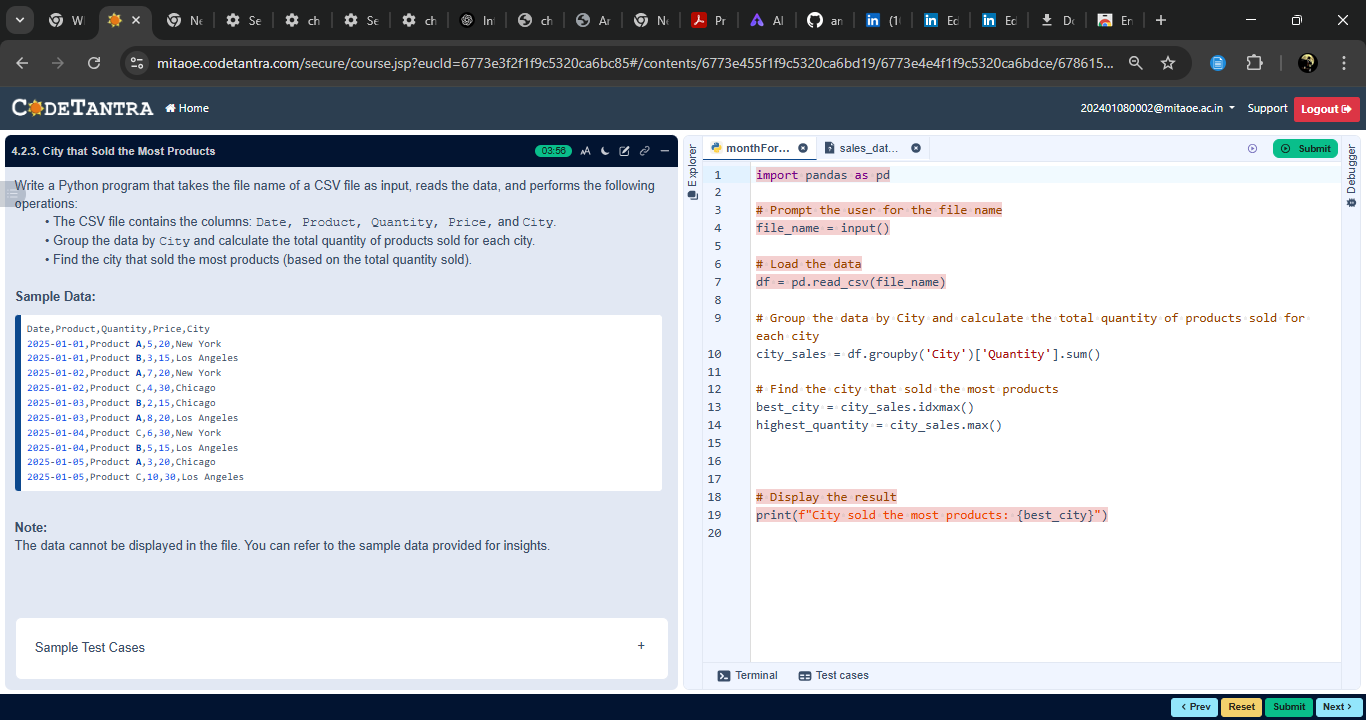 Wl
Ne
Se
ch
Se
ch
In
ch
Ar
Ne
Pr
Al
an
(1(
Ed
Ed
Do
En
mitaoe.codetantra.com/secure/course.jsp?eucId=6773e3f2f1f9c5320ca6bc85#/contents/6773e455f1f9c5320ca6bd19/6773e4e4f1f9c5320ca6bdce/678615...
CODETANTRA
Home
202401080002@mitaoe.ac.in
Support
Logout
4.2.3. City that Sold the Most Products
03:56
AA
Write a Python program that takes the file name of a CSV file as input, reads the data, and performs the following
operations:
• The CSV file contains the columns: Date, Product, Quantity, Price, and City.
• Group the data by City and calculate the total quantity of products sold for each city.
• Find the city that sold the most products (based on the total quantity sold).
Sample Data:
Date,Product,Quantity,Price,City
2025-01-01,Product A,5,20,New York
2025-01-01,Product B,3,15,Los Angeles
2025-01-02,Product A,7,20,New York
2025-01-02,Product C,4,30,Chicago
2025-01-03,Product B,2,15,Chicago
2025-01-03,Product A,8,20,Los Angeles
2025-01-04,Product C,6,30,New York
2025-01-04,Product B,5,15,Los Angeles
2025-01-05,Product A,3,20,Chicago
2025-01-05,Product C,10,30,Los Angeles
Note:
The data cannot be displayed in the file. You can refer to the sample data provided for insights.
Sample Test Cases
+
Explorer
monthFor...
sales_dat...
Submit
Debugger
1 import pandas as pd
2
3 # Prompt the user for the file name
4 file_name = input()
5
6 # Load the data
7 df = pd.read_csv(file_name)
8
9 # Group the data by City and calculate the total quantity of products sold for
each city
10 city_sales = df.groupby('City')['Quantity'].sum()
11
12 # Find the city that sold the most products
13 best_city = city_sales.idxmax()
14 highest_quantity = city_sales.max()
15
16
17
18 # Display the result
19 print(f"City sold the most products: {best_city}")
20
Terminal
Test cases
< Prev
Reset
Submit
Next >